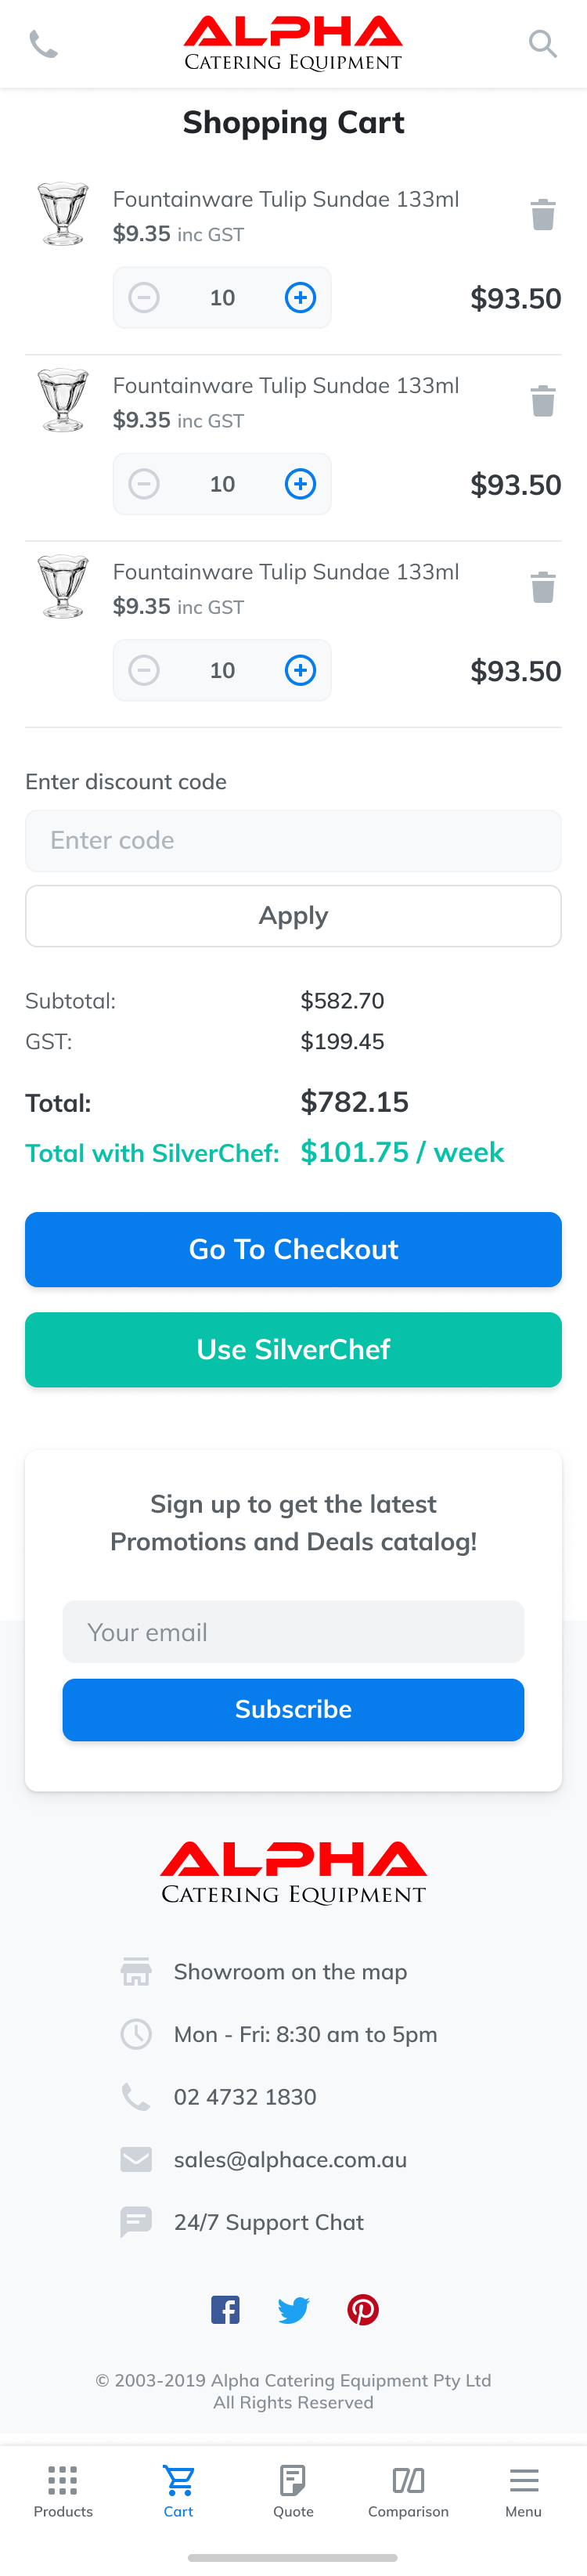 ALPHA
CATERING EQUIPMENT
Shopping Cart
Fountainware Tulip Sundae 133ml
$9.35 inc GST
10
$93.50
Fountainware Tulip Sundae 133ml
$9.35 inc GST
10
$93.50
Fountainware Tulip Sundae 133ml
$9.35 inc GST
10
$93.50
Enter discount code
Enter code
Apply
Subtotal: $582.70
GST: $199.45
Total: $782.15
Total with SilverChef: $101.75 / week
Go To Checkout
Use SilverChef
Sign up to get the latest
Promotions and Deals catalog!
Your email
Subscribe
ALPHA
CATERING EQUIPMENT
Showroom on the map
Mon - Fri: 8:30 am to 5pm
02 4732 1830
sales@alphace.com.au
24/7 Support Chat
© 2003-2019 Alpha Catering Equipment Pty Ltd
All Rights Reserved
Products Cart Quote Comparison Menu